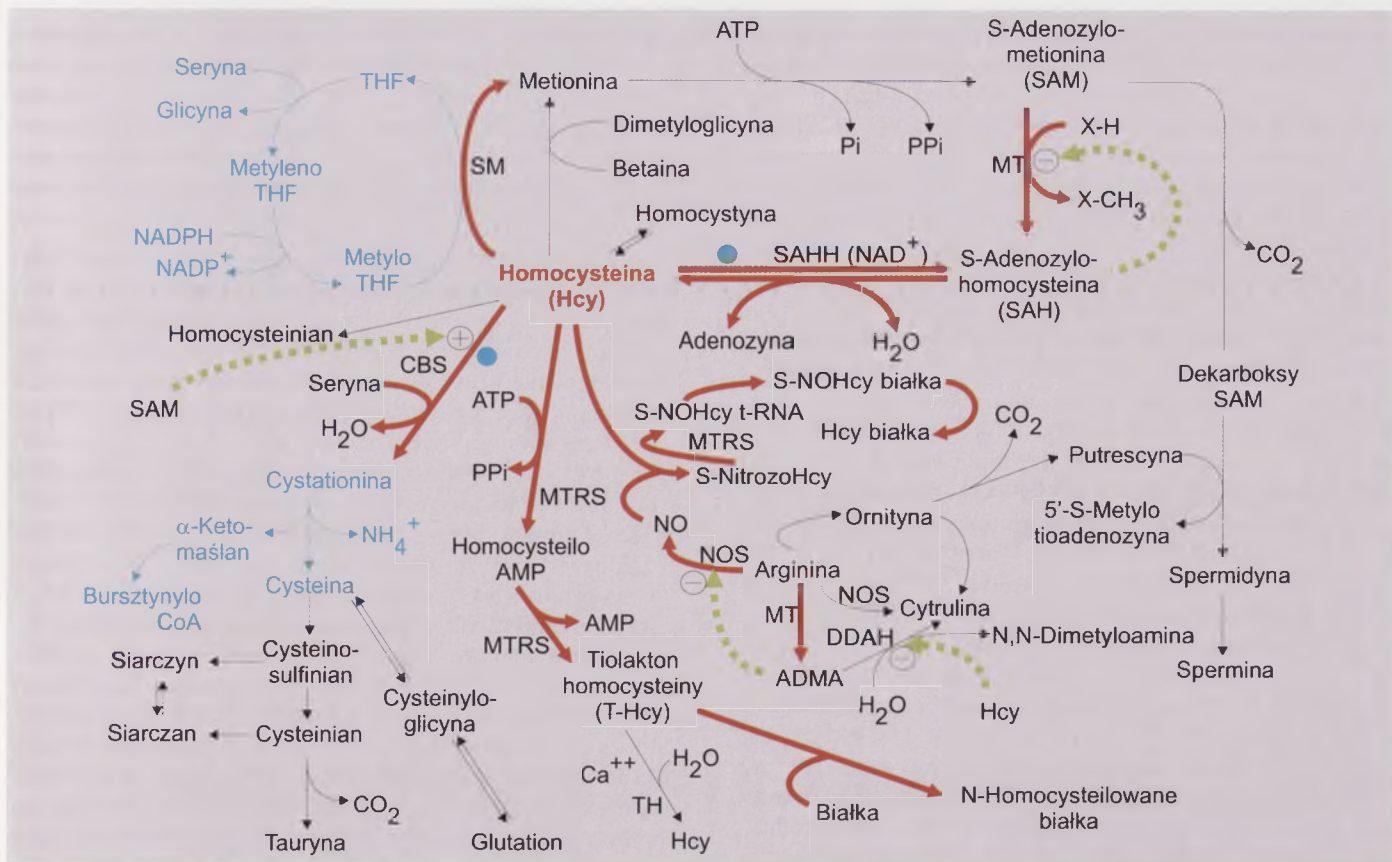 ATP
S-Adenozylo-
metionina
(SAM)
Seryna
THF
Metionina
Glicyna
Dimetyloglicyna
Pi
PPi
X-H
MT
−
X-CH3
SM
Betaina
Metyleno
THF
Homocystyna
NADPH
NADP+
Metylo
THF
Homocysteina
(Hcy)
SAHH (NAD+)
S-Adenozylo-
homocysteina
(SAH)
CO2
Homocysteinian
+
CBS
Adenozyna
H2O
Seryna
SAM
H2O
ATP
PPi
MTRS
S-NOHcy białka
S-NOHcy t-RNA
MTRS
Hcy białka
S-NitrozoHcy
CO2
Dekarboksy
SAM
Putrescyna
Cystationina
α-Keto-
maślan
NH4+
NO
NOS
−
Ornityna
5'-S-Metylo
tioadenozyna
Homocysteilo
AMP
Arginina
NOS
Cytrulina
Spermidyna
Bursztynylo
CoA
Cysteina
MTRS
AMP
MT
DDAH
−
N,N-Dimetyloamina
Siarczyn
Cysteino-
sulfinian
Tiolakton
homocysteiny
(T-Hcy)
ADMA
H2O
Hcy
Spermina
Cysteinylo-
glicyna
Siarczan
Cysteinian
Ca++
H2O
TH
Hcy
CO2
Białka
N-Homocysteilowane
białka
Tauryna
Glutation